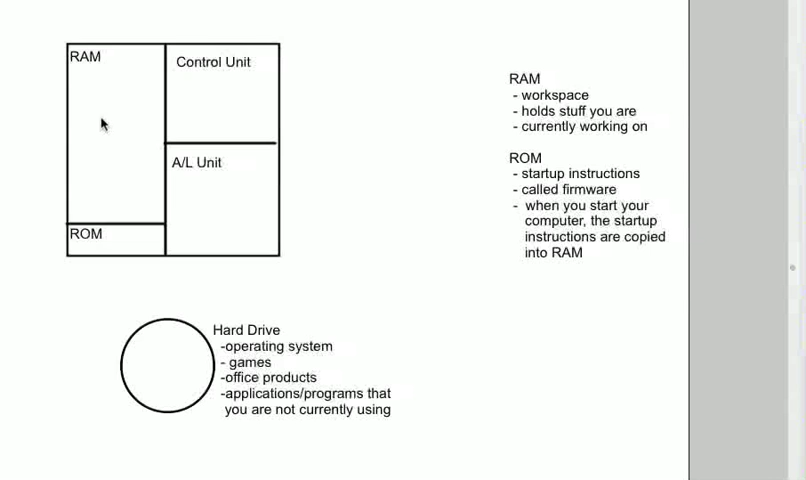 RAM
Control Unit
A/L Unit
ROM
RAM
- workspace
- holds stuff you are
- currently working on
ROM
- startup instructions
- called firmware
- when you start your
computer, the startup
instructions are copied
into RAM
Hard Drive
-operating system
- games
-office products
-applications/programs that
you are not currently using